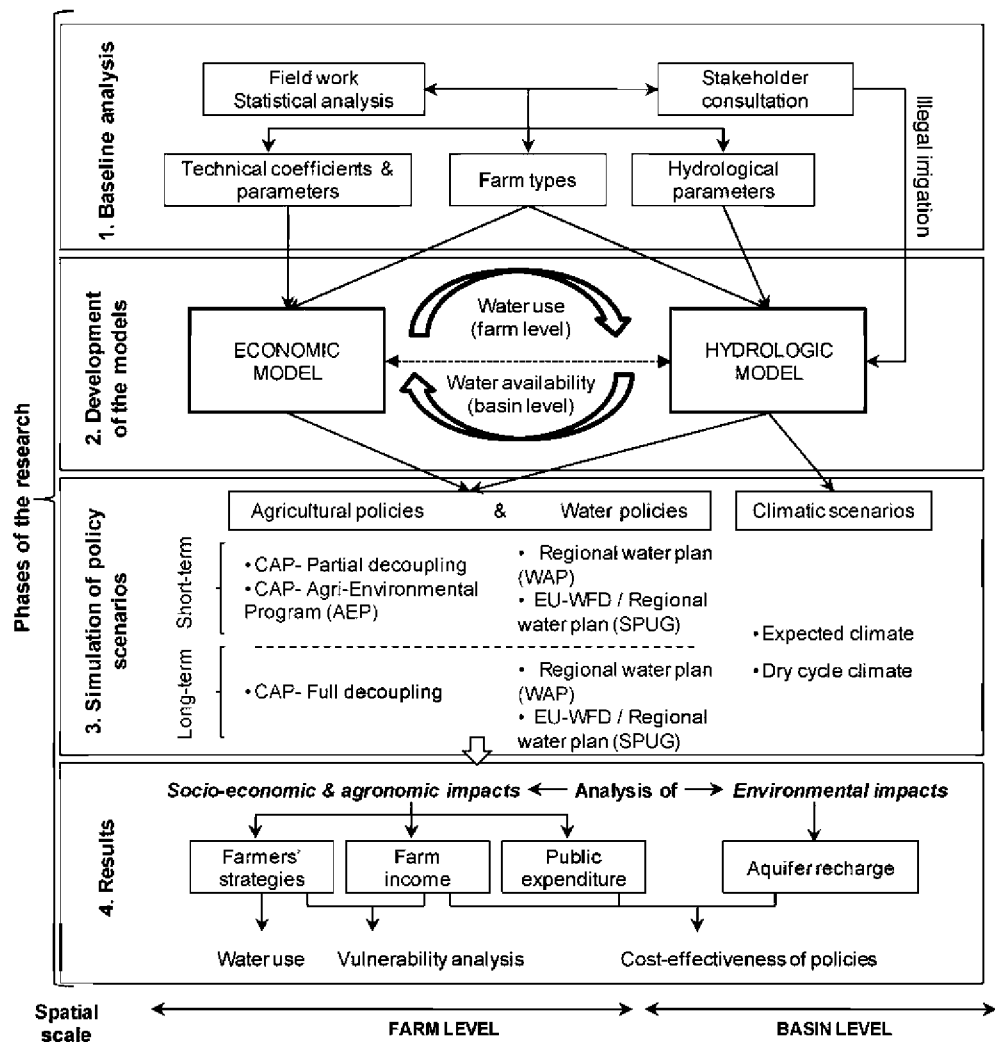 Phases of the research
1. Baseline analysis
Field work
Statistical analysis
Stakeholder
consultation
Illegal irrigation
Technical coefficients &
parameters
Farm types
Hydrological
parameters
2. Development
of the models
ECONOMIC
MODEL
Water use
(farm level)
Water availability
(basin level)
HYDROLOGIC
MODEL
3. Simulation of policy
scenarios
Agricultural policies & Water policies
Climatic scenarios
Short-term
•CAP- Partial decoupling
•CAP- Agri-Environmental
Program (AEP)
• Regional water plan
(WAP)
• EU-WFD / Regional
water plan (SPUG)
Long-term
•CAP- Full decoupling
• Regional water plan
(WAP)
• EU-WFD / Regional
water plan (SPUG)
•Expected climate
•Dry cycle climate
4. Results
Socio-economic & agronomic impacts Analysis of Environmental impacts
Farmers'
strategies
Farm
income
Public
expenditure
Aquifer recharge
Water use
Vulnerability analysis
Cost-effectiveness of policies
Spatial
scale
FARM LEVEL
BASIN LEVEL